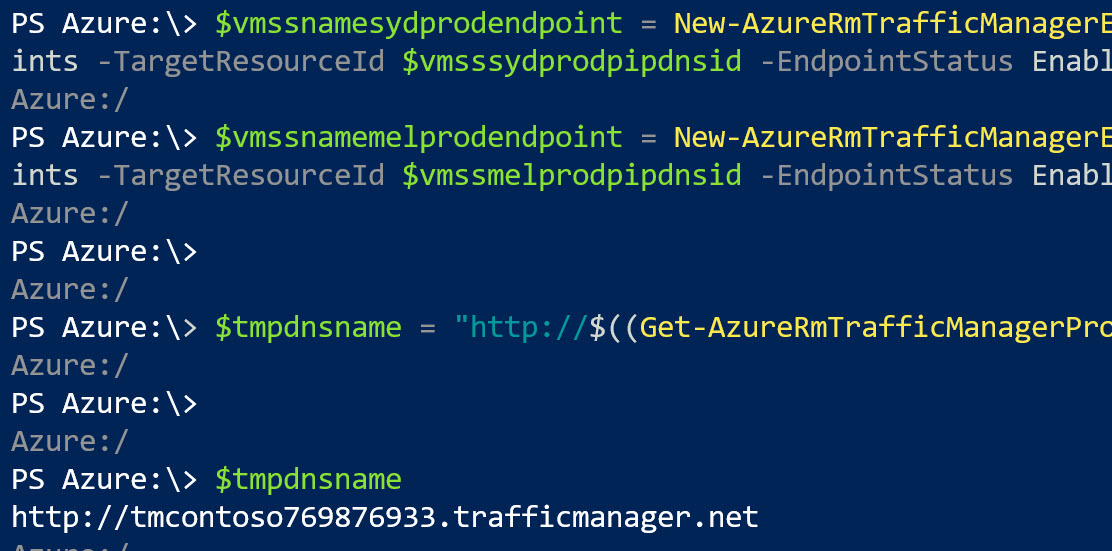 PS Azure:\> $vmssnamesydprodendpoint = New-AzureRmTrafficManagerE
ints -TargetResourceId $vmsssydprodpipdnsid -EndpointStatus Enabl
Azure:/
PS Azure:\> $vmssnamemelprodendpoint = New-AzureRmTrafficManagerE
ints -TargetResourceId $vmssmelprodpipdnsid -EndpointStatus Enabl
Azure:/
PS Azure:\>
Azure:/
PS Azure:\> $tmpdnsname = "http://$((Get-AzureRmTrafficManagerPro
Azure:/
PS Azure:\>
Azure:/
PS Azure:\> $tmpdnsname
http://tmcontoso769876933.trafficmanager.net
Azure:/